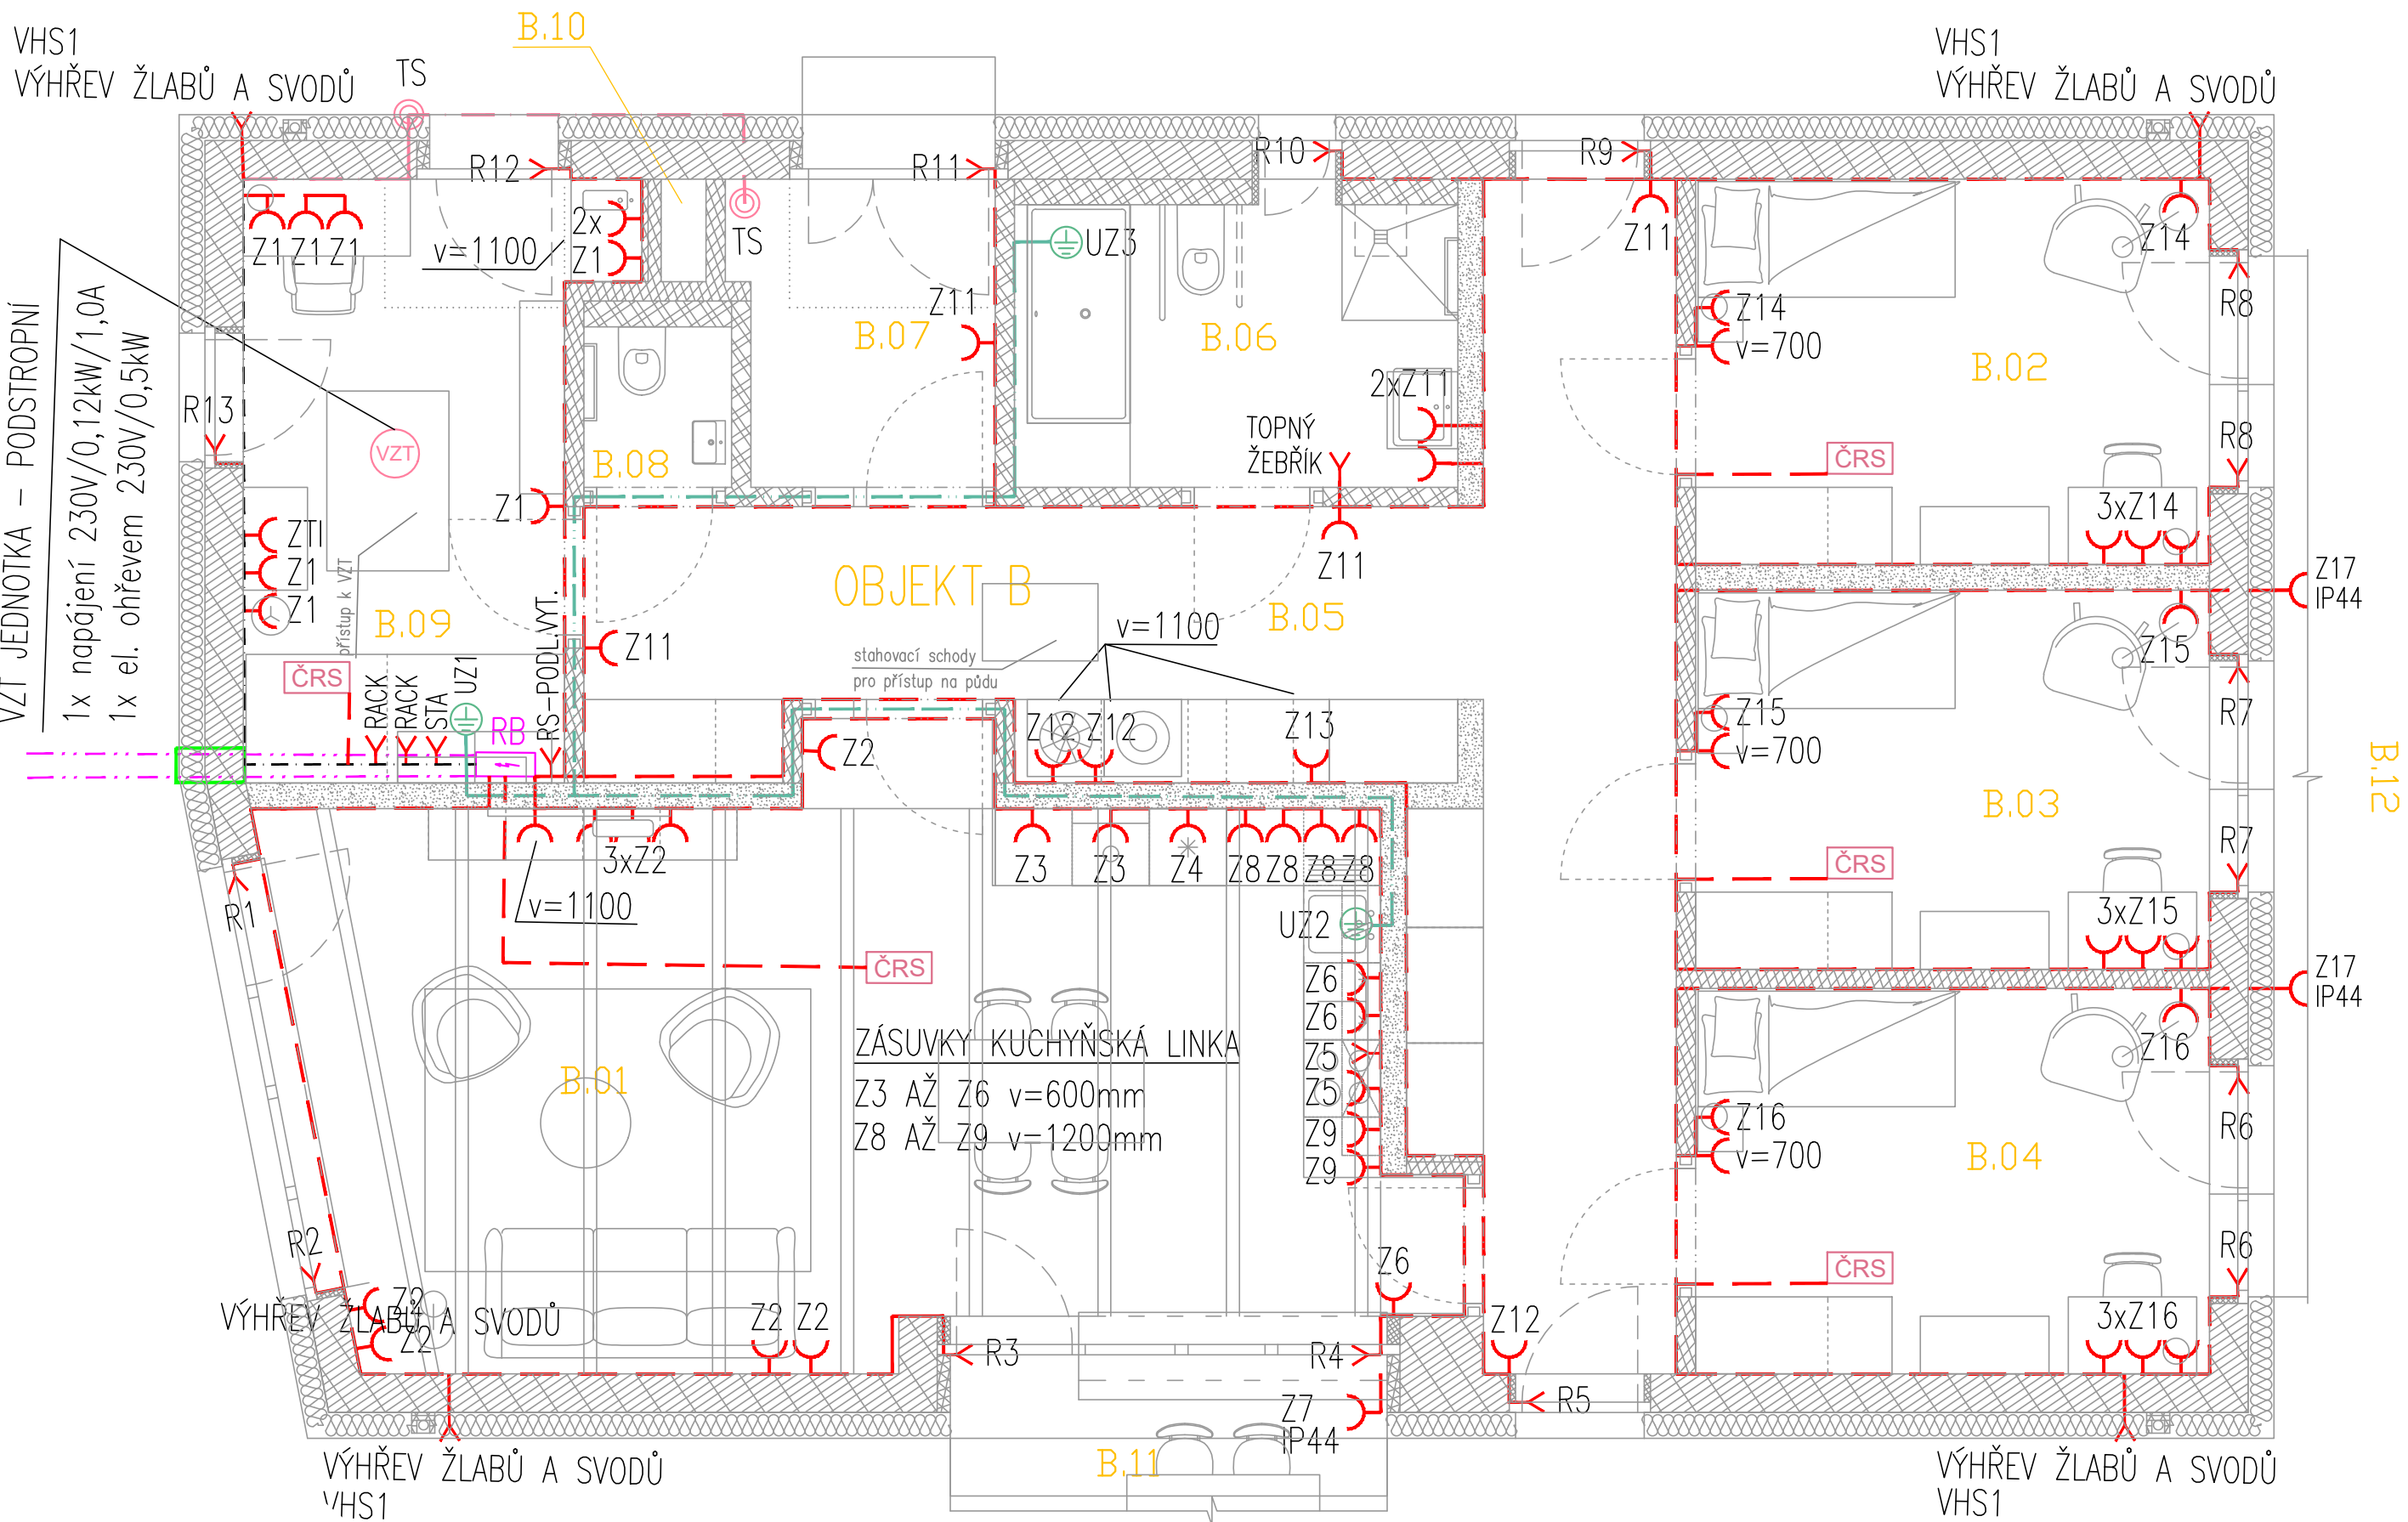 B.10
VHS1
VÝHŘEV ŽLABŮ A SVODŮ
TS
VHS1
VÝHŘEV ŽLABŮ A SVODŮ
R12
R11
R10
R9
Z1
Z1
Z1
v=1100
2x
Z1
TS
UZ3
Z11
Z14
VZT JEDNOTKA - PODSTROPNÍ
1x napájení 230V/0,12kW/1,0A
1x el. ohřevem 230V/0,5kW
Z11
B.07
B.06
Z14
v=700
B.02
R8
R13
VZT
B.08
2xZ11
TOPNÝ
ŽEBŘÍK
ČRS
R8
Z1
3xZ14
ZTI
Z1
Z1
přístup k VZT
B.09
OBJEKT B
Z11
B.05
Z17
IP44
Z11
v=1100
stahovací schody
pro přístup na půdu
Z15
ČRS
RACK
RACK
STA
UZ1
RB
RS-PODL.VYT.
Z2
Z12
Z12
Z13
Z15
v=700
R7
B.03
B.12
3xZ2
v=1100
Z3
Z3
Z4
Z8
Z8
Z8
Z8
ČRS
R7
R1
UZ2
3xZ15
ČRS
Z6
Z6
Z5
Z5
Z9
Z9
Z17
IP44
ZÁSUVKY KUCHYŇSKÁ LINKA
Z3 AŽ Z6 v=600mm
Z8 AŽ Z9 v=1200mm
B.01
Z16
Z16
v=700
B.04
R6
R2
Z6
ČRS
R6
Z2
VÝHŘEV ŽLABŮ A SVODŮ
Z2
Z2
Z2
R3
R4
Z12
3xZ16
Z7
IP44
R5
B.11
VÝHŘEV ŽLABŮ A SVODŮ
VHS1
VÝHŘEV ŽLABŮ A SVODŮ
VHS1